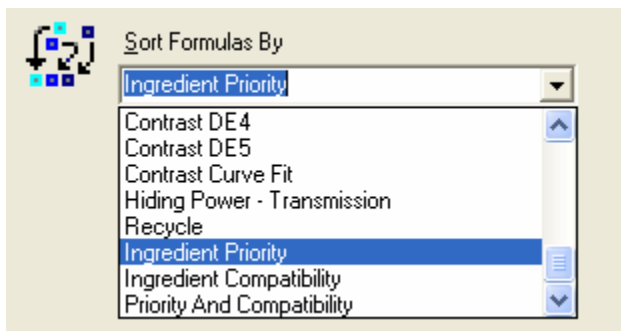 Sort Formulas By
Ingredient Priority
Contrast DE4
Contrast DE5
Contrast Curve Fit
Hiding Power - Transmission
Recycle
Ingredient Priority
Ingredient Compatibility
Priority And Compatibility